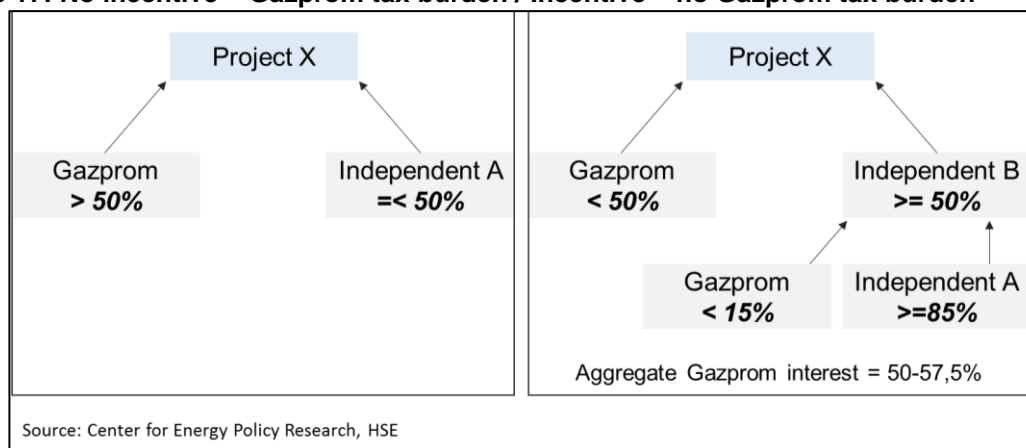 No incentive – Gazprom tax burden / Incentive – no Gazprom tax burden
Project X
Gazprom
> 50%
Independent A
=< 50%
Project X
Gazprom
< 50%
Independent B
>= 50%
Gazprom
< 15%
Independent A
>=85%
Aggregate Gazprom interest = 50-57,5%
Source: Center for Energy Policy Research, HSE